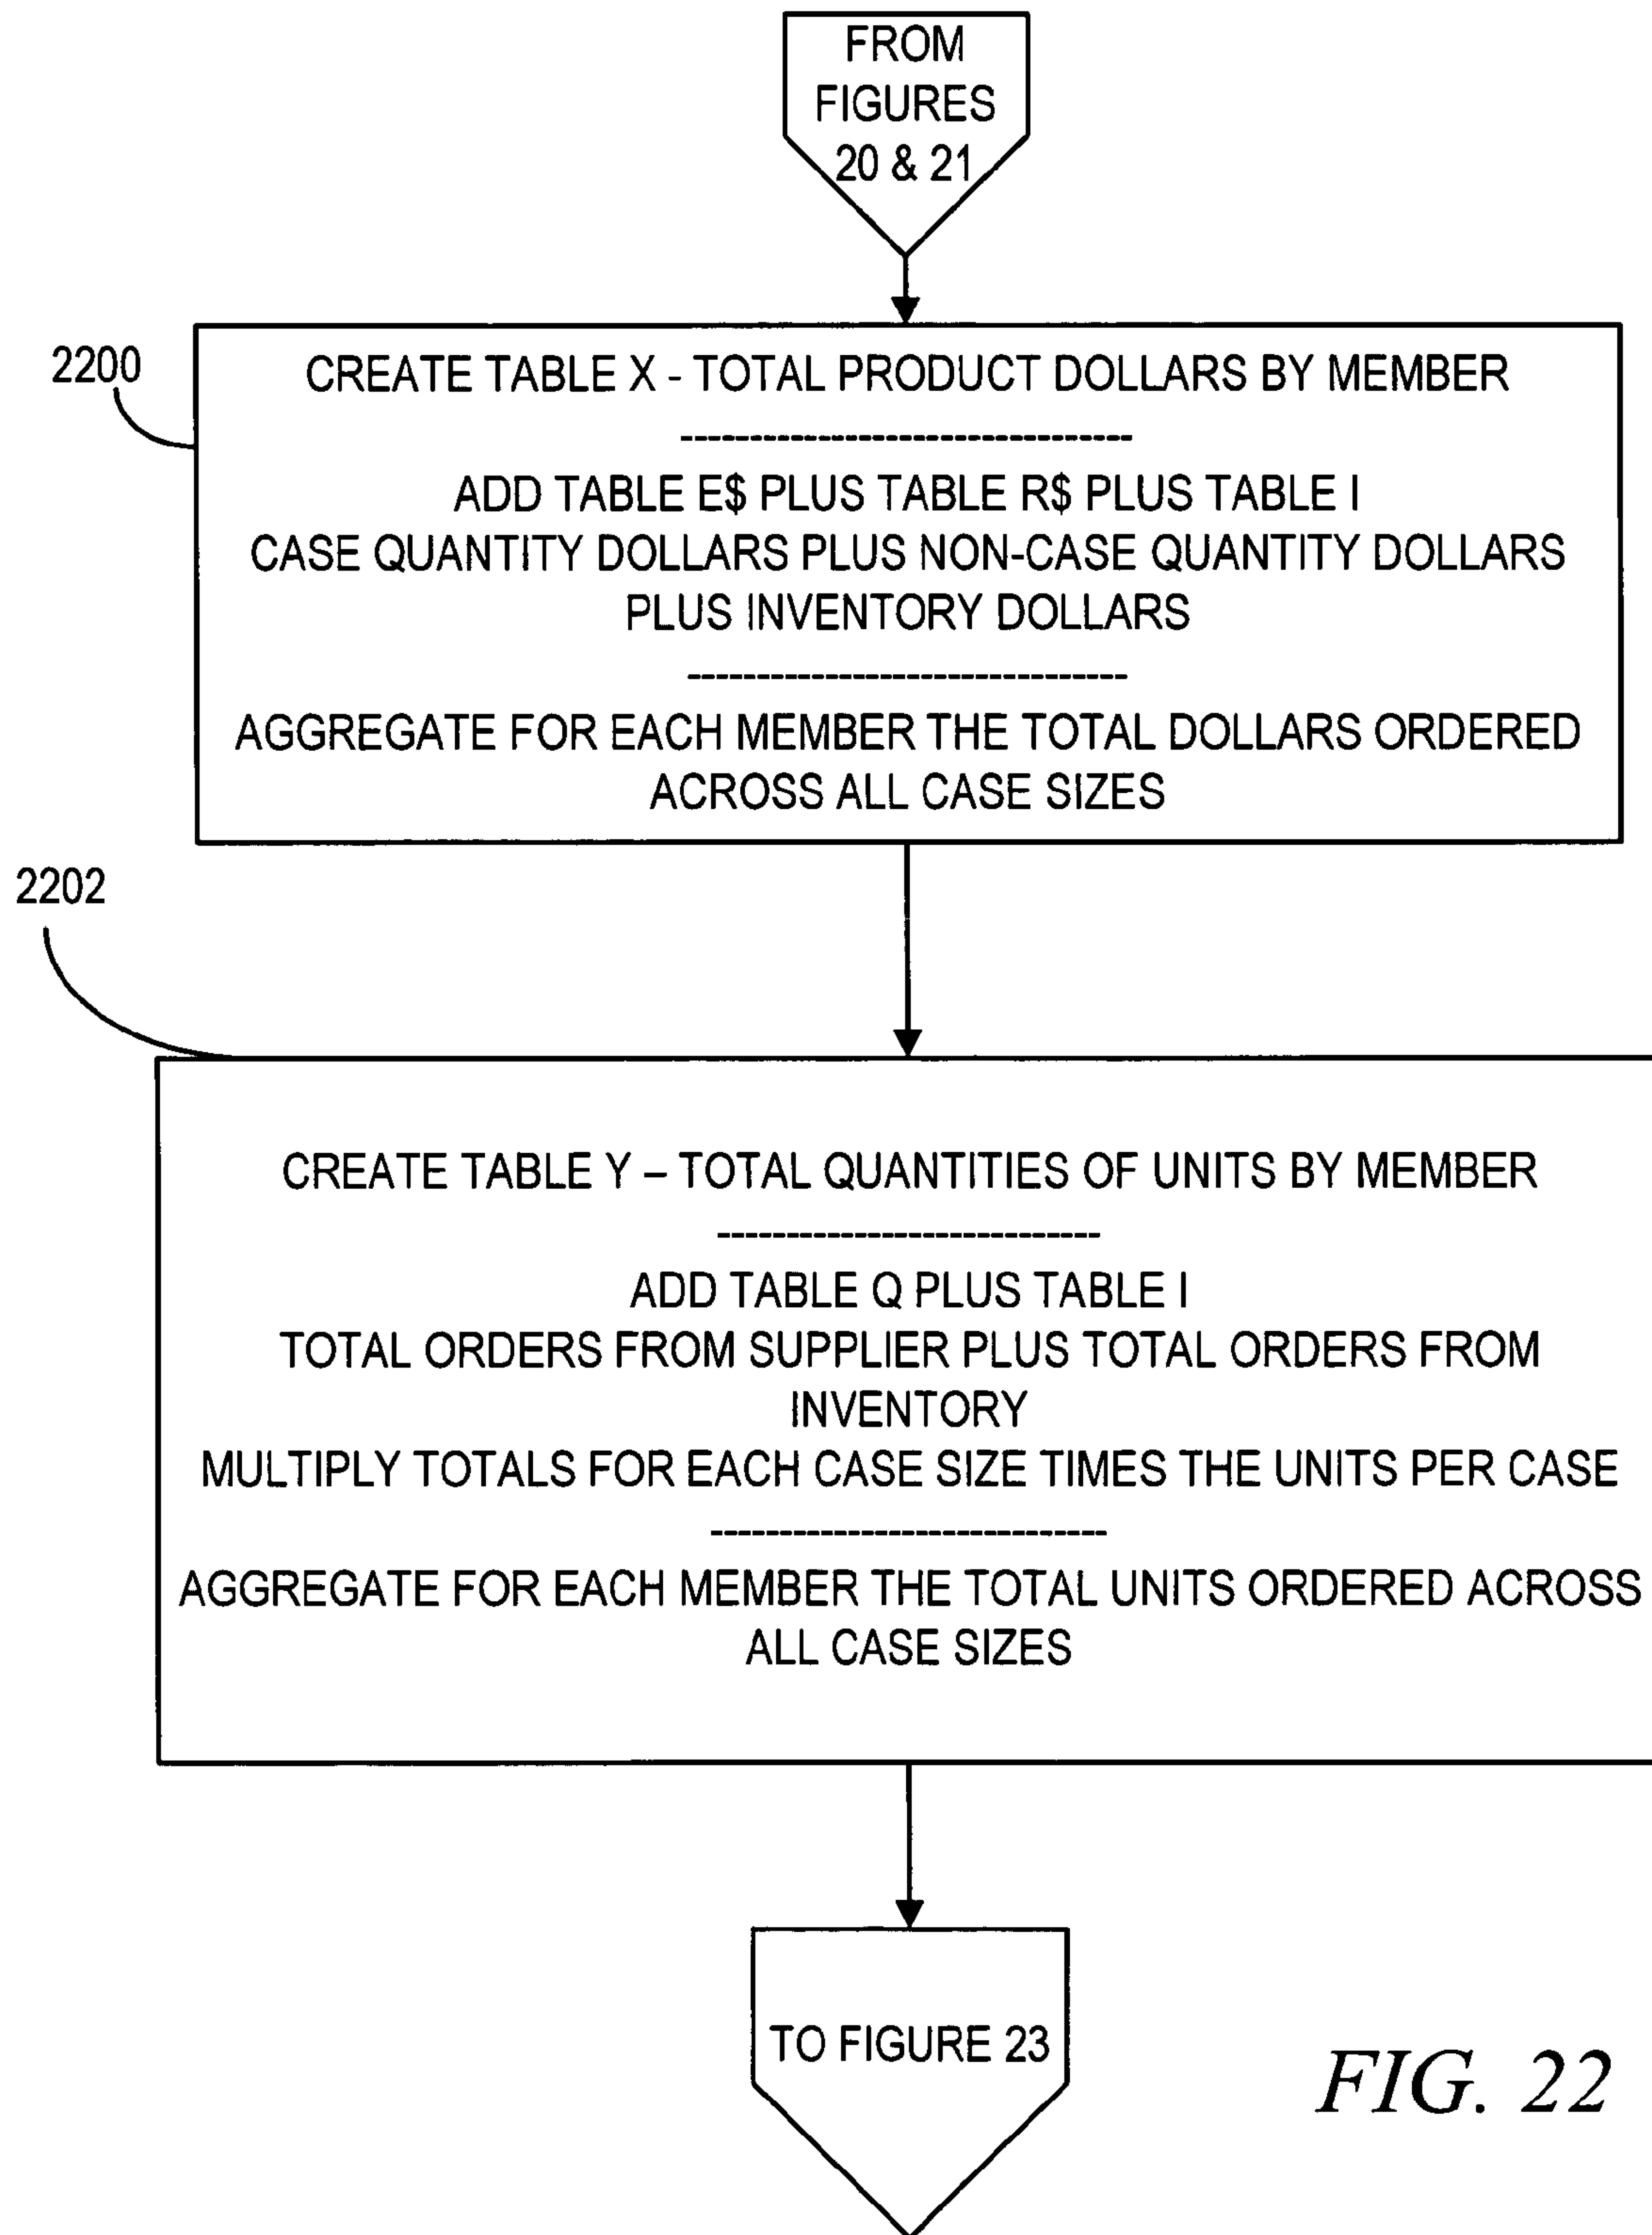 FROM
FIGURES
20 & 21
2200
CREATE TABLE X - TOTAL PRODUCT DOLLARS BY MEMBER
---------------------------------
ADD TABLE E$ PLUS TABLE R$ PLUS TABLE I
CASE QUANTITY DOLLARS PLUS NON-CASE QUANTITY DOLLARS
PLUS INVENTORY DOLLARS
--------------------------------
AGGREGATE FOR EACH MEMBER THE TOTAL DOLLARS ORDERED
ACROSS ALL CASE SIZES
2202
CREATE TABLE Y – TOTAL QUANTITIES OF UNITS BY MEMBER
----------------------------
ADD TABLE Q PLUS TABLE I
TOTAL ORDERS FROM SUPPLIER PLUS TOTAL ORDERS FROM
INVENTORY
MULTIPLY TOTALS FOR EACH CASE SIZE TIMES THE UNITS PER CASE
-----------------------------
AGGREGATE FOR EACH MEMBER THE TOTAL UNITS ORDERED ACROSS
ALL CASE SIZES
TO FIGURE 23
FIG. 22